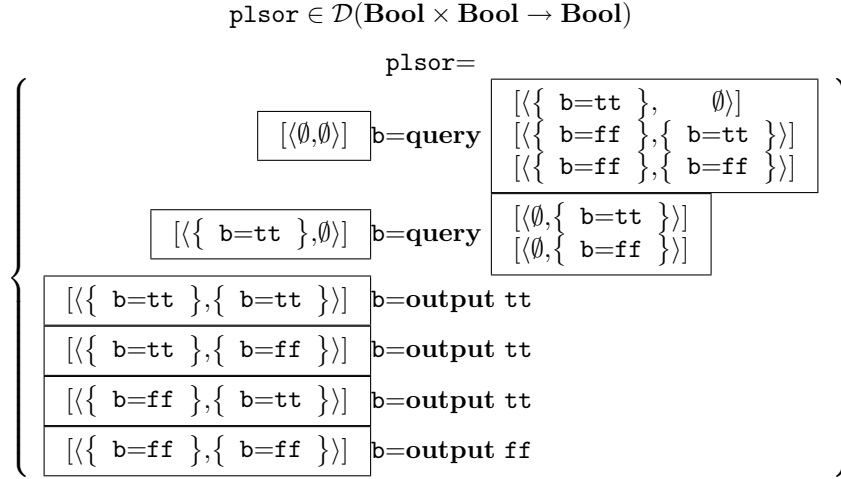 plsor ∈ 𝒟(Bool × Bool → Bool)
plsor=
[⟨∅,∅⟩] b=query [⟨{ b=tt }, ∅⟩]
[⟨{ b=ff },{ b=tt }⟩]
[⟨{ b=ff },{ b=ff }⟩]
[⟨{ b=tt },∅⟩] b=query [⟨∅,{ b=tt }⟩]
[⟨∅,{ b=ff }⟩]
[⟨{ b=tt },{ b=tt }⟩] b=output tt
[⟨{ b=tt },{ b=ff }⟩] b=output tt
[⟨{ b=ff },{ b=tt }⟩] b=output tt
[⟨{ b=ff },{ b=ff }⟩] b=output ff